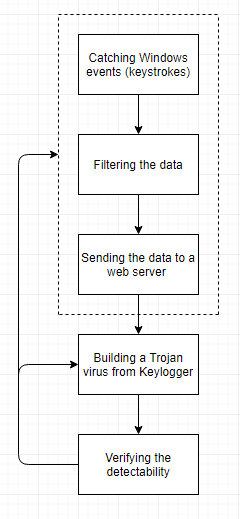 Catching Windows
events (keystrokes)
Filtering the data
Sending the data to a
web server
Building a Trojan
virus from Keylogger
Verifying the
detectability